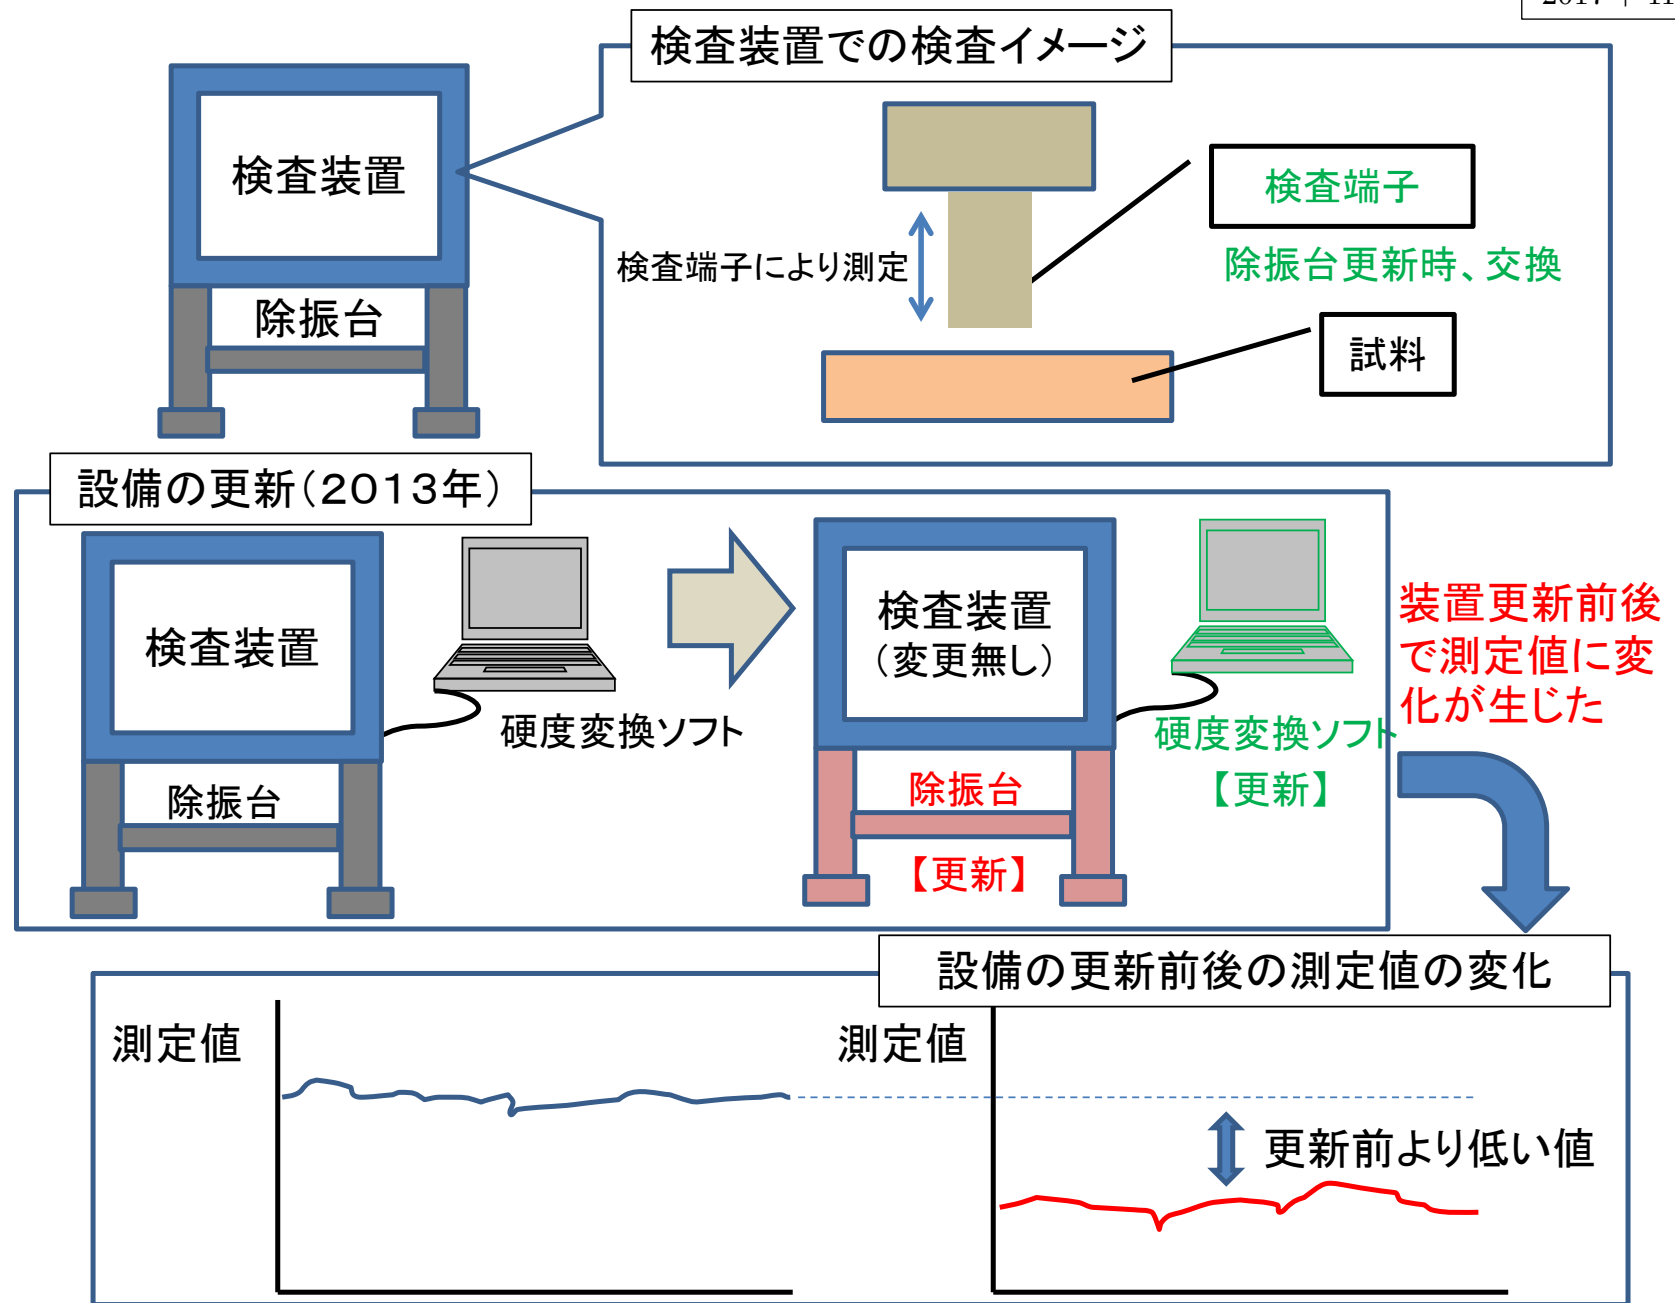 検査装置での検査イメージ
検査装置
除振台
検査端子により測定
検査端子
除振台更新時、交換
試料
設備の更新（２０１３年）
検査装置
除振台
硬度変換ソフト
検査装置
（変更無し）
除振台
【更新】
硬度変換ソフト
【更新】
装置更新前後
で測定値に変
化が生じた
設備の更新前後の測定値の変化
測定値
測定値
更新前より低い値